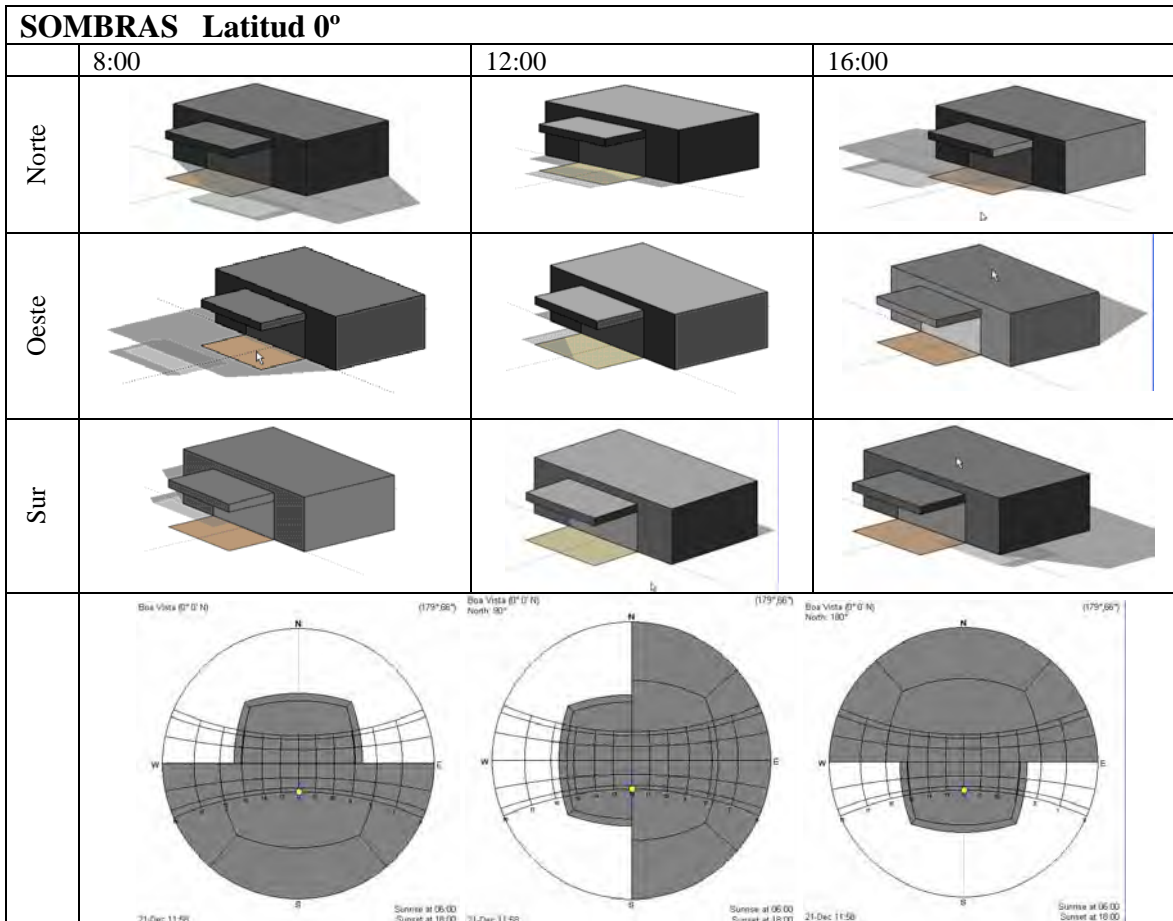 SOMBRAS Latitud 0º
8:00 12:00 16:00
Norte
Oeste
Sur
Boa Vista (0° 0' N) (179°,66°)
N
W E
S
21-Dec 11:58
Sunrise at 06:00
Sunset at 18:00
Boa Vista (0° 0' N) (179°,66°)
North: 90°
N
W E
S
21-Dec 11:58
Sunrise at 06:00
Sunset at 18:00
Boa Vista (0° 0' N) (179°,66°)
North: 180°
N
W E
S
21-Dec 11:58
Sunrise at 06:00
Sunset at 18:00